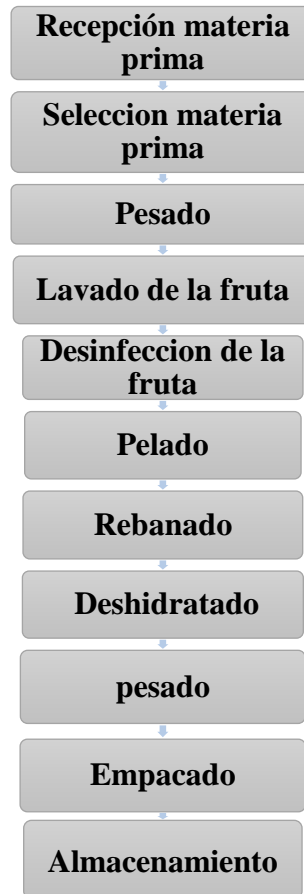 Recepción materia
prima
Seleccion materia
prima
Pesado
Lavado de la fruta
Desinfeccion de la
fruta
Pelado
Rebanado
Deshidratado
pesado
Empacado
Almacenamiento